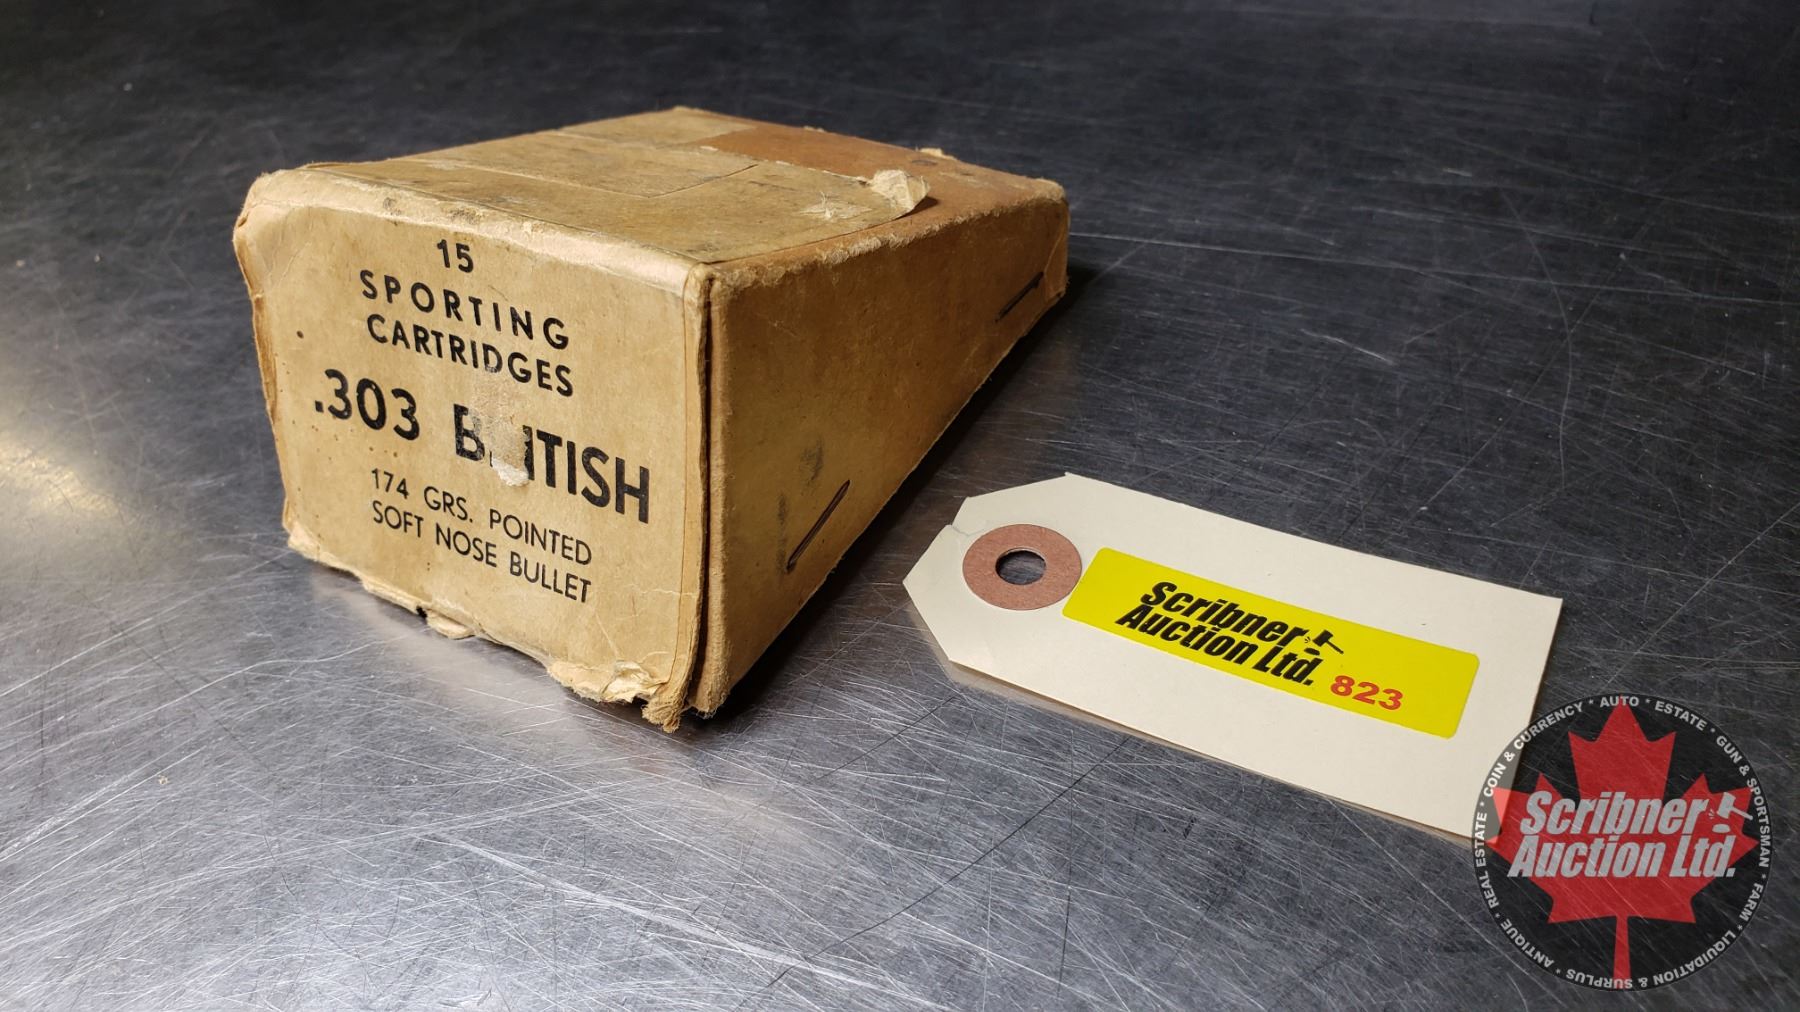 15
SPORTING
CARTRIDGES
.303 BRITISH
174 GRS. POINTED
SOFT NOSE BULLET
Scribner
Auction Ltd.
823
COIN & CURRENCY * AUTO * ESTATE * GUN & SPORTSMAN * FARM * LIQUIDATION & SURPLUS * ANTIQUE * REAL ESTATE *
Scribner
Auction Ltd.